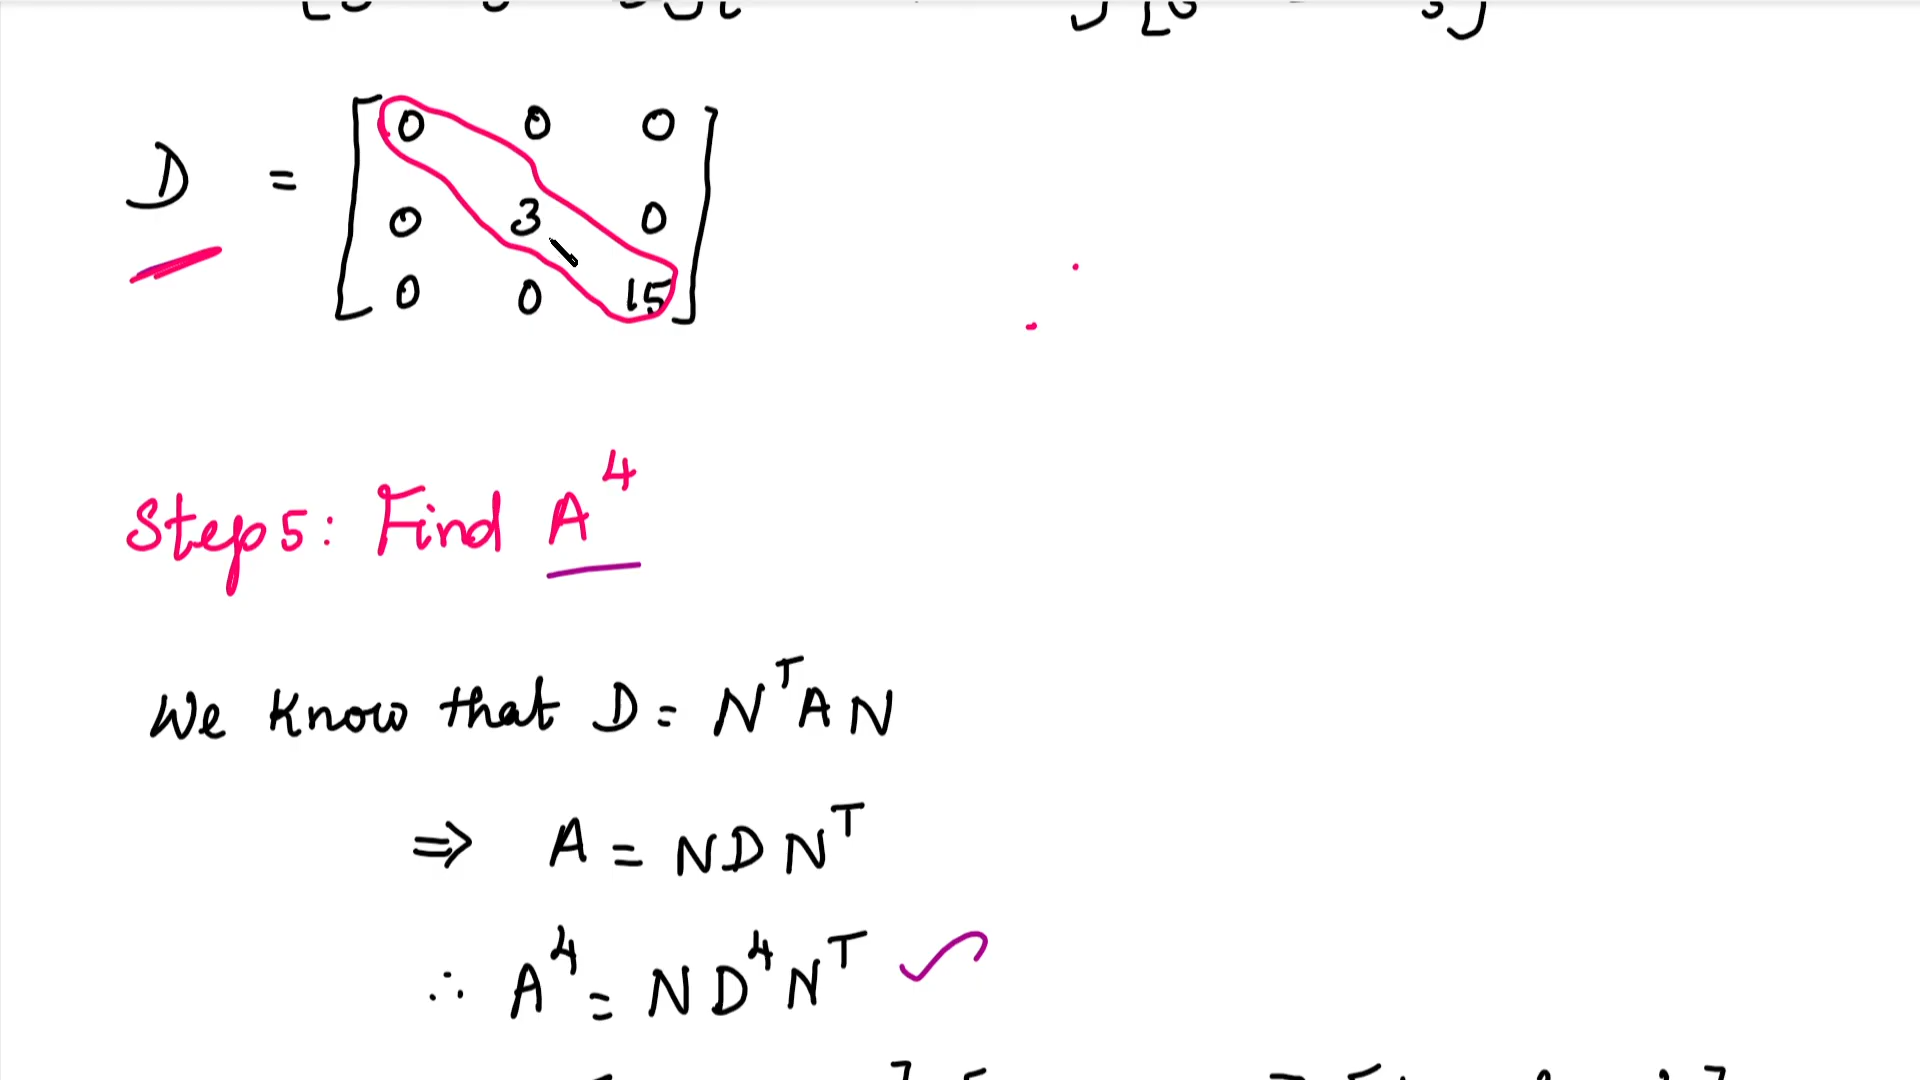 D = [0 0 0
0 3 0
0 0 15]
Step 5: Find A⁴
We know that D = NᵀAN
⇒ A = NDNᵀ
∴ A⁴ = ND⁴Nᵀ